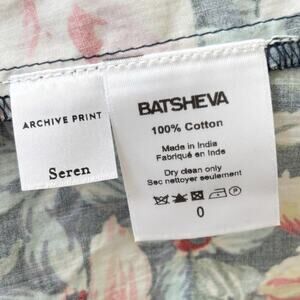 ARCHIVE PRINT
Seren
BATSHEVA
100% Cotton
Made in India
Fabriqué en Inde
Dry clean only
Sec nettoyer seulement
0